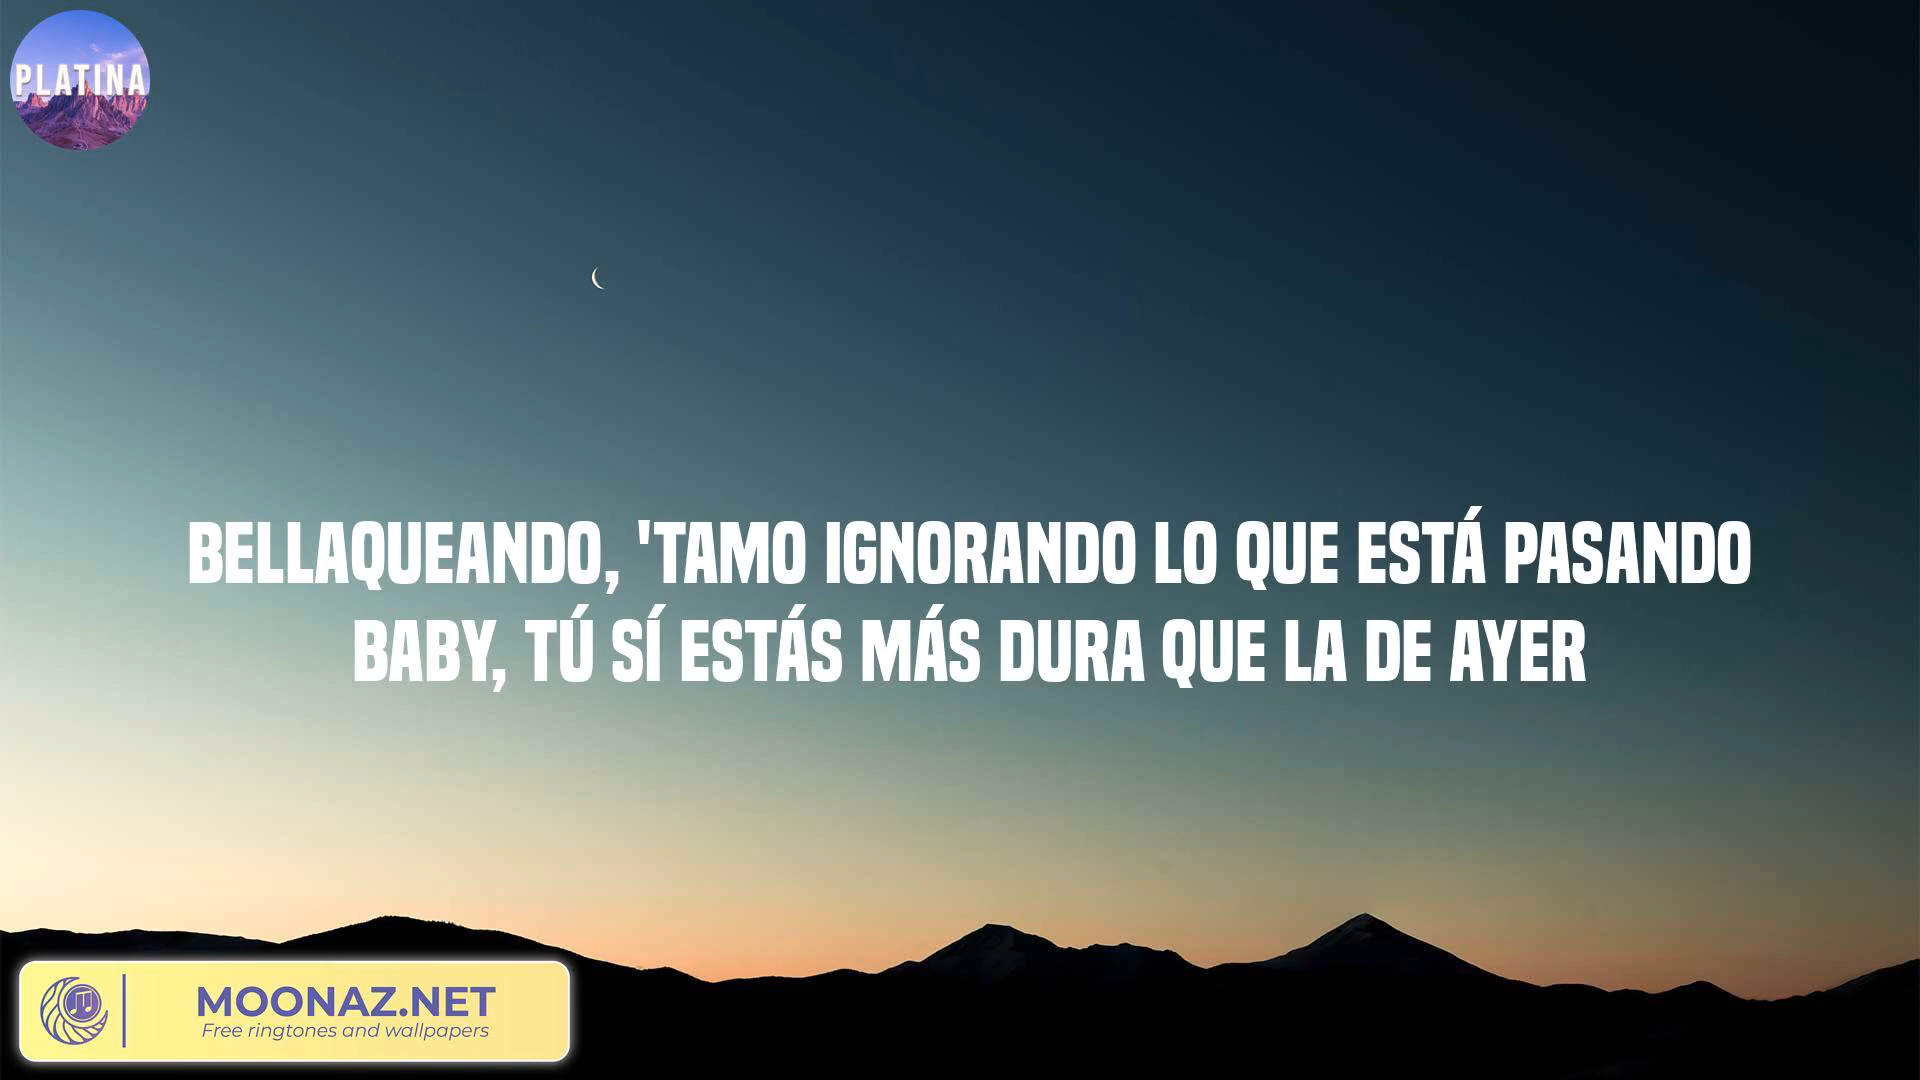 PLATINA
BELLAQUEANDO, 'TAMO IGNORANDO LO QUE ESTÁ PASANDO
BABY, TÚ SÍ ESTÁS MÁS DURA QUE LA DE AYER
MOONAZ.NET
Free ringtones and wallpapers